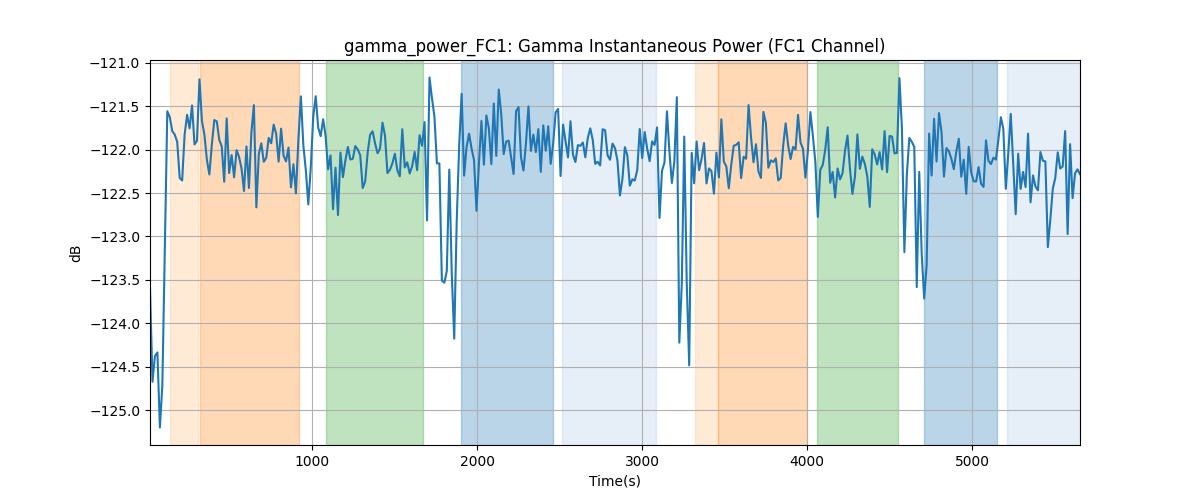 gamma_power_FC1: Gamma Instantaneous Power (FC1 Channel)
−121.0
−121.5
−122.0
−122.5
−123.0
−123.5
−124.0
−124.5
−125.0
dB
1000 2000 3000 4000 5000
Time(s)